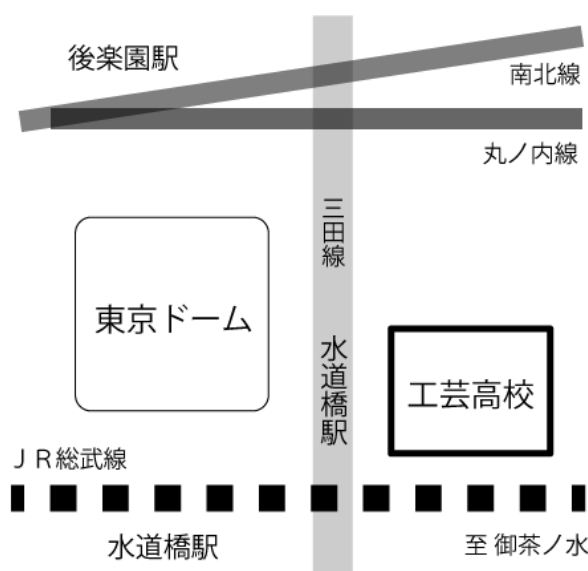 後楽園駅
南北線
丸ノ内線
三田線
東京ドーム
水道橋駅
工芸高校
ＪＲ総武線
水道橋駅
至 御茶ノ水